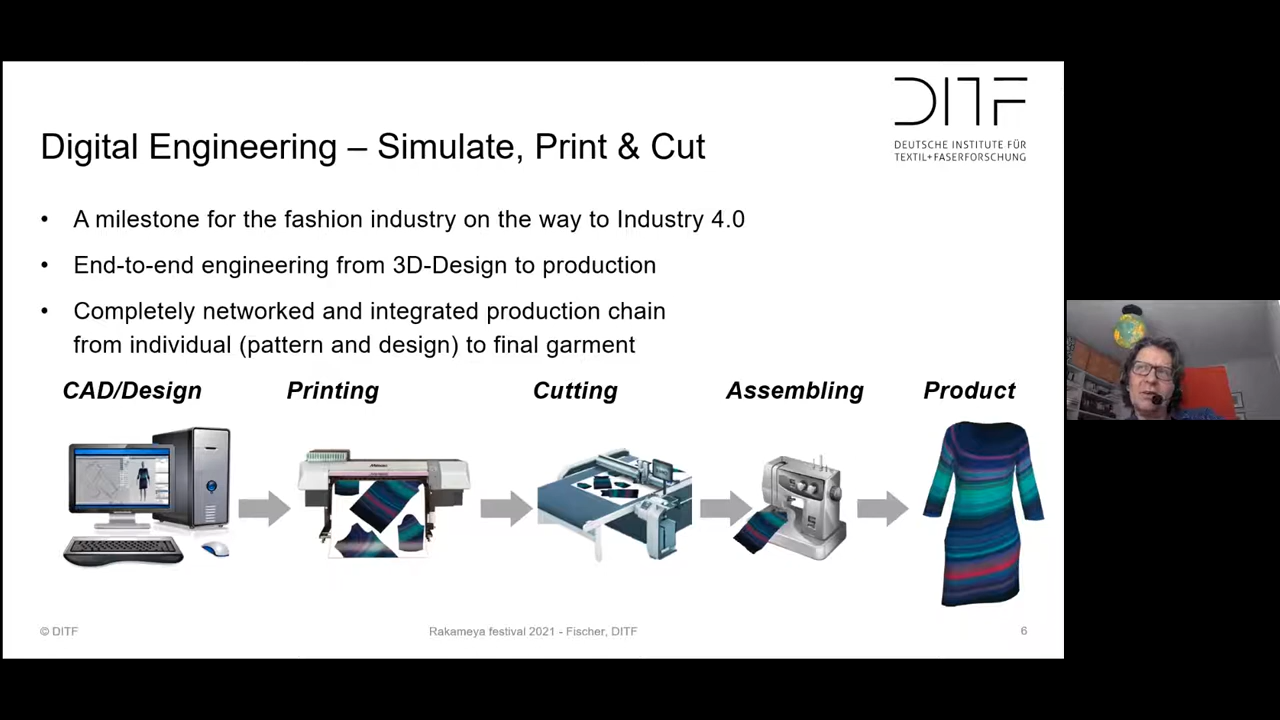 DITF
DEUTSCHE INSTITUTE FÜR
TEXTIL+FASERFORSCHUNG
Digital Engineering – Simulate, Print & Cut
• A milestone for the fashion industry on the way to Industry 4.0
• End-to-end engineering from 3D-Design to production
• Completely networked and integrated production chain
from individual (pattern and design) to final garment
CAD/Design Printing Cutting Assembling Product
© DITF Rakameya festival 2021 - Fischer, DITF 6